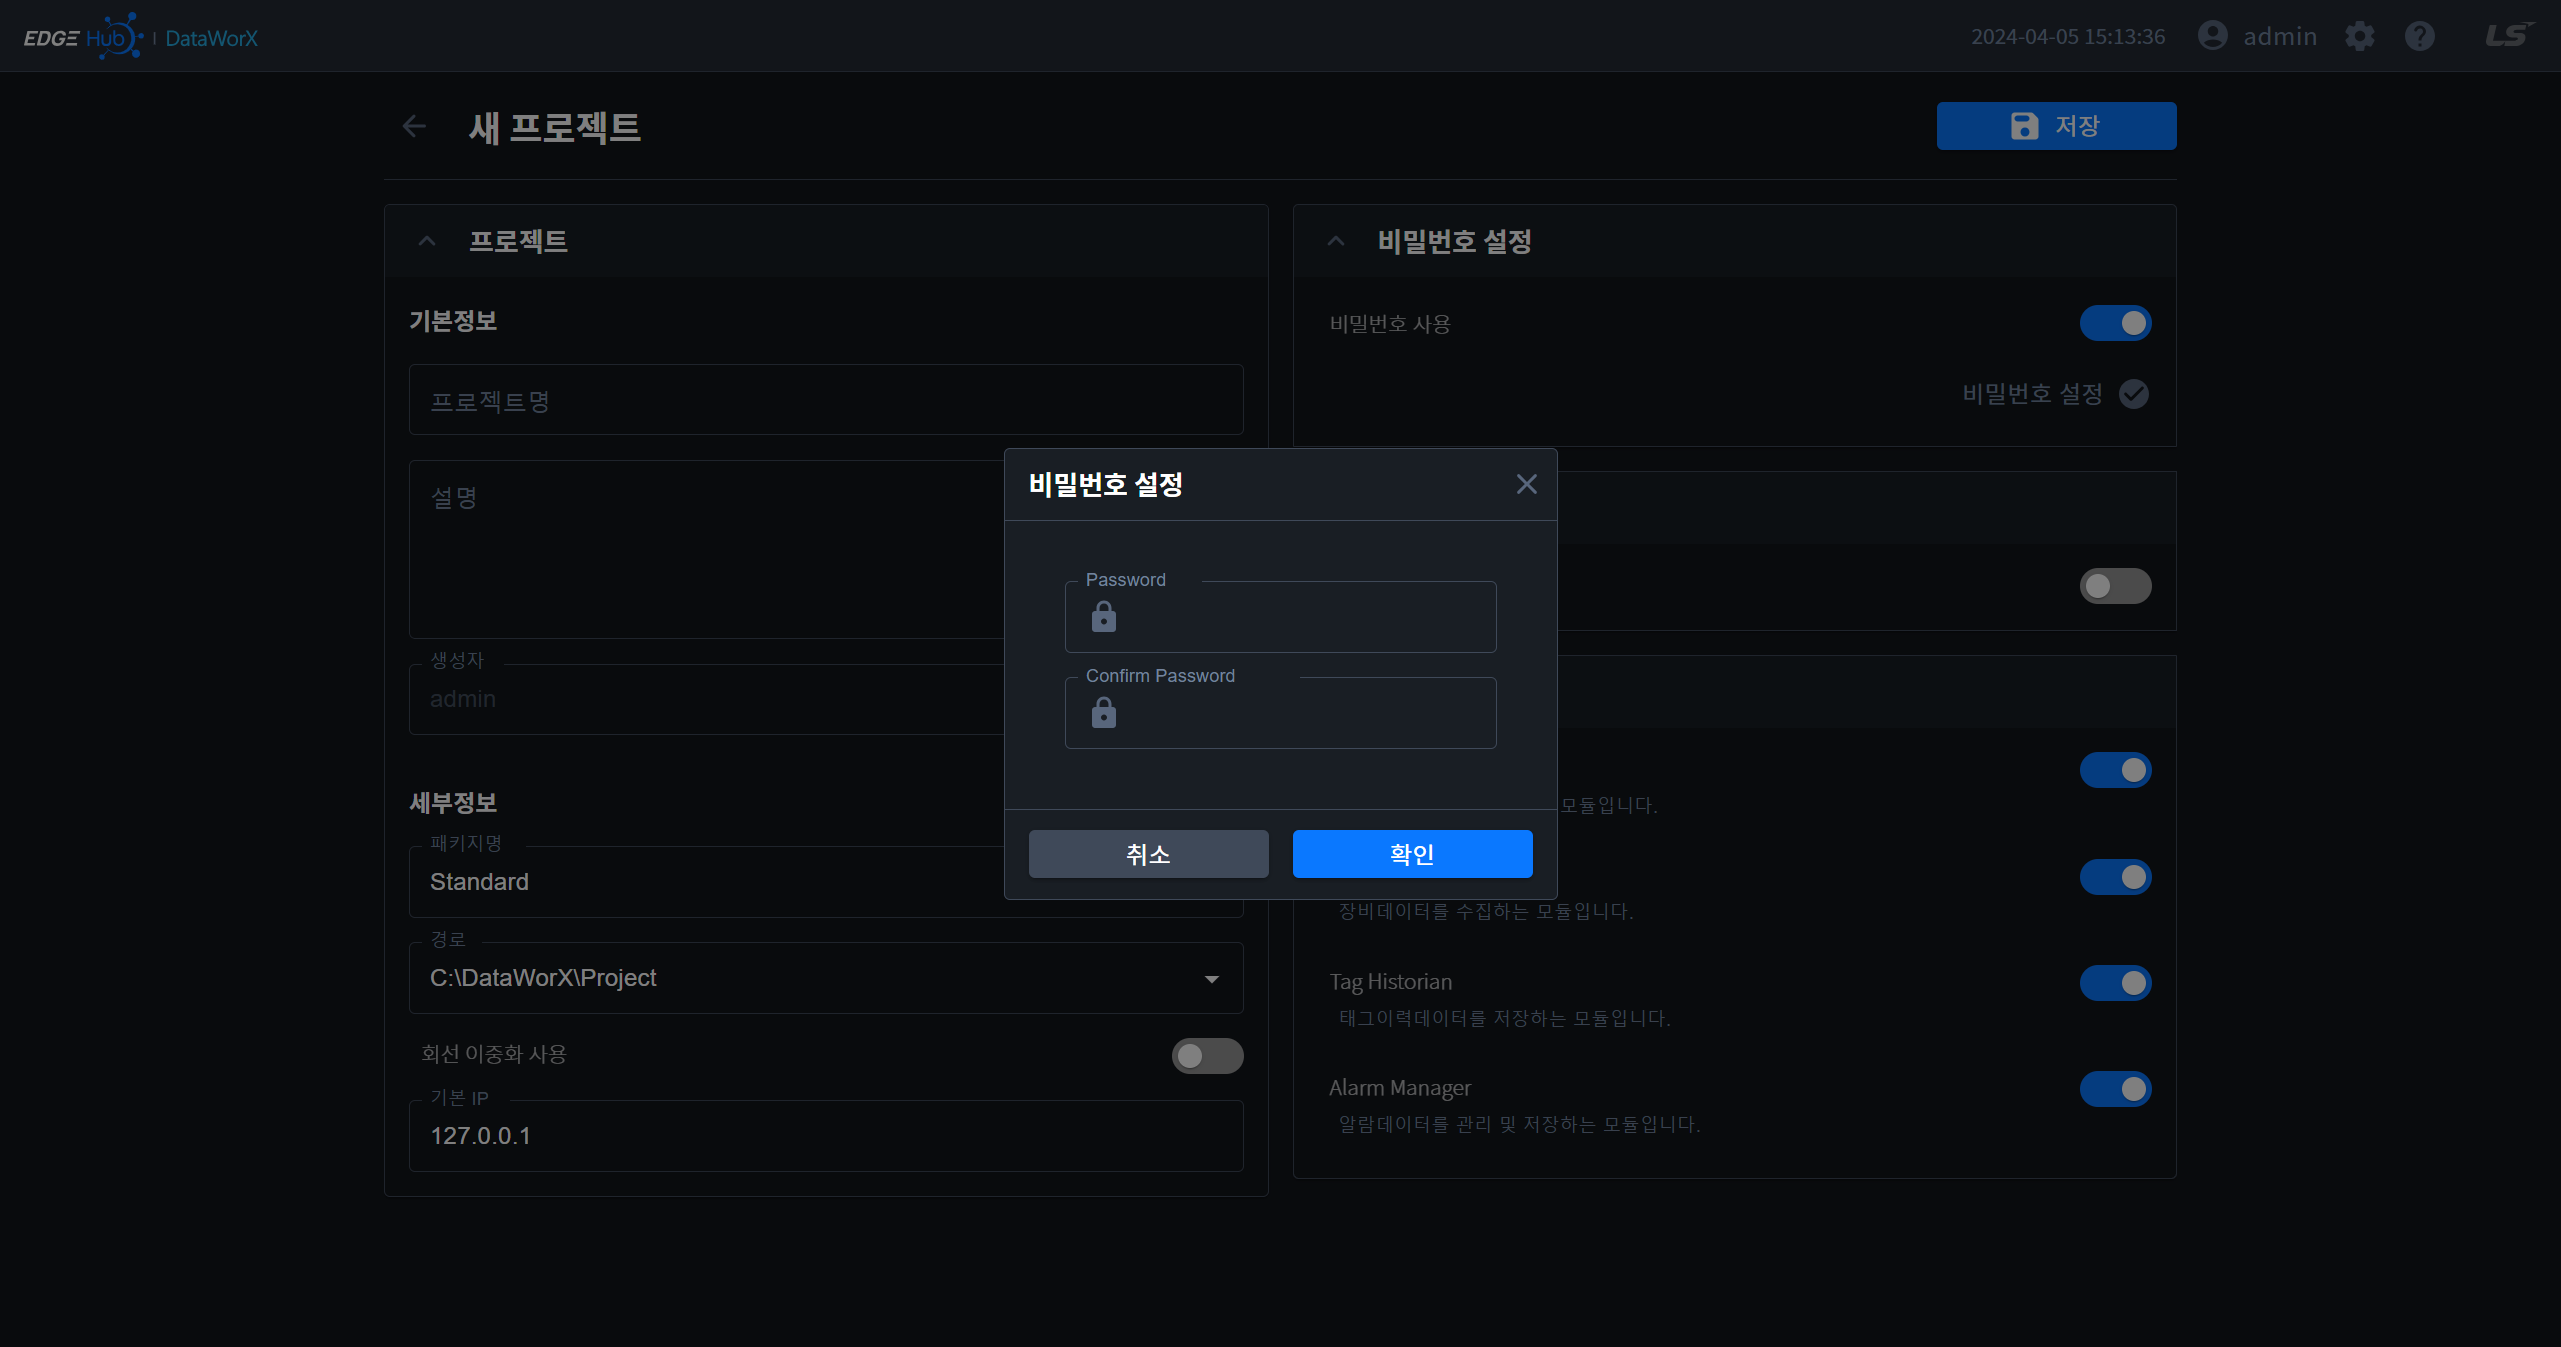 EDGE Hub | DataWorX
2024-04-05 15:13:36
admin
LS
새 프로젝트
저장
프로젝트
기본정보
프로젝트명
설명
생성자
admin
세부정보
패키지명
Standard
경로
C:\DataWorX\Project
회선 이중화 사용
기본 IP
127.0.0.1
비밀번호 설정
비밀번호 사용
비밀번호 설정
비밀번호 설정
Password
Confirm Password
취소
확인
모듈입니다.
장비데이터를 수집하는 모듈입니다.
Tag Historian
태그이력데이터를 저장하는 모듈입니다.
Alarm Manager
알람데이터를 관리 및 저장하는 모듈입니다.